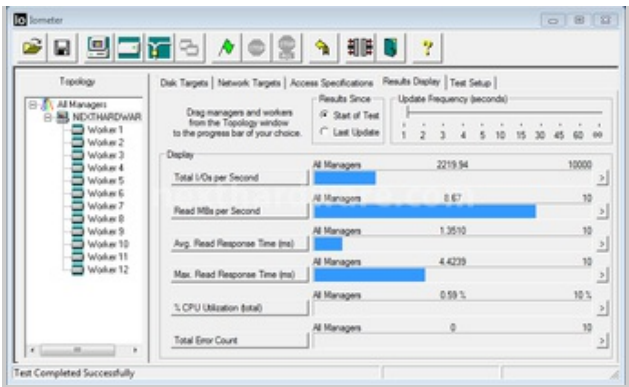 Iometer
Topology
All Managers
NEXTHARDWAR
Worker 1
Worker 2
Worker 3
Worker 4
Worker 5
Worker 6
Worker 7
Worker 8
Worker 9
Worker 10
Worker 11
Worker 12
Disk Targets | Network Targets | Access Specifications | Results Display | Test Setup
Drag managers and workers
from the Topology window
to the progress bar of your choice.
Results Since
Start of Test
Last Update
Update Frequency (seconds)
1 2 3 4 5 10 15 30 45 60 ∞
Display
All Managers 2219.94 10000
Total I/Os per Second
All Managers 8.67 10
Read MBs per Second
All Managers 1.3510 10
Avg. Read Response Time (ms)
All Managers 4.4239 10
Max. Read Response Time (ms)
All Managers 0.59 % 10 %
% CPU Utilization (total)
All Managers 0 10
Total Error Count
Test Completed Successfully